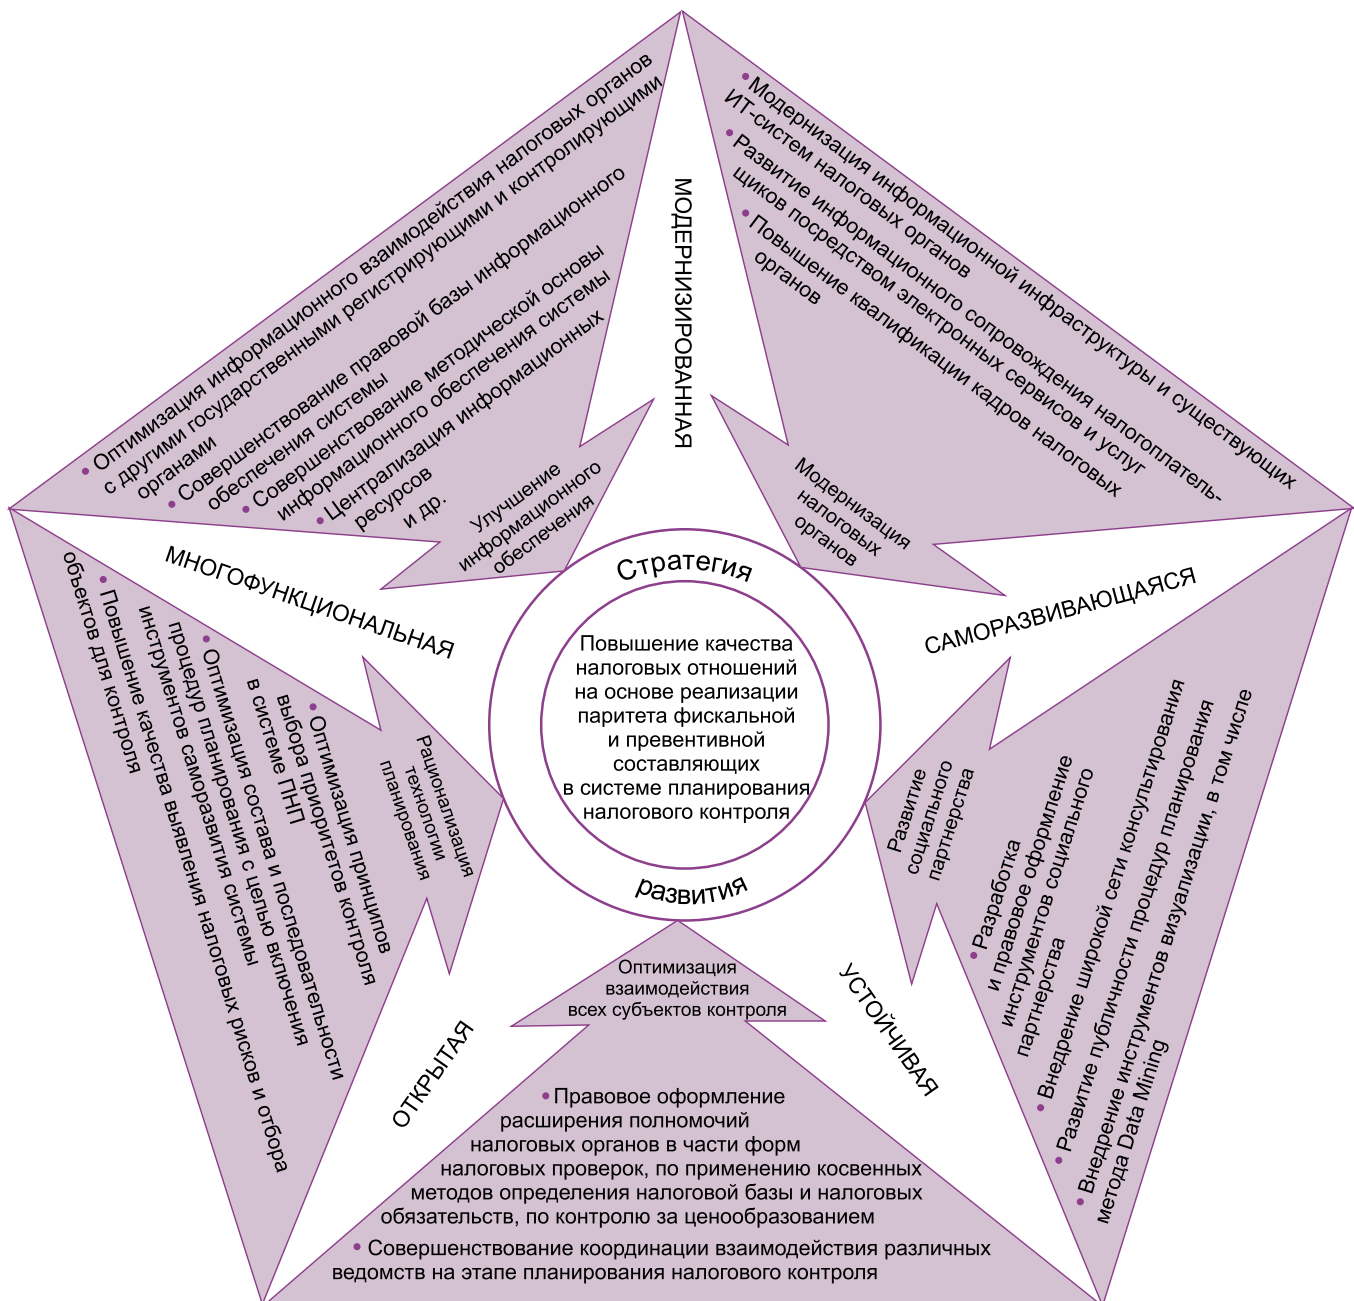 • Оптимизация информационного взаимодействия налоговых органов
с другими государственными регистрирующими и контролирующими
органами
• Совершенствование правовой базы информационного
обеспечения системы
• Совершенствование методической основы
информационного обеспечения системы
• Централизация информационных
ресурсов
и др.
Улучшение
информационного
обеспечения
МОДЕРНИЗИРОВАННАЯ
• Модернизация информационной инфраструктуры и существующих
ИТ-систем налоговых органов
• Развитие информационного сопровождения налогоплатель-
щиков посредством электронных сервисов и услуг
• Повышение квалификации кадров налоговых
органов
Модернизация
налоговых
органов
МНОГОФУНКЦИОНАЛЬНАЯ
САМОРАЗВИВАЮЩАЯСЯ
Стратегия
Повышение качества
налоговых отношений
на основе реализации
паритета фискальной
и превентивной
составляющих
в системе планирования
налогового контроля
развития
Рационализация
технологии
планирования
• Оптимизация принципов
выбора приоритетов контроля
в системе ПНП
• Оптимизация состава и последовательности
процедур планирования с целью включения
инструментов саморазвития системы
• Повышение качества выявления налоговых рисков и отбора
объектов для контроля
Развитие
социального
партнерства
• Разработка
и правовое оформление
инструментов социального
партнерства
• Внедрение широкой сети консультирования
• Развитие публичности процедур планирования
• Внедрение инструментов визуализации, в том числе
метода Data Mining
ОТКРЫТАЯ
УСТОЙЧИВАЯ
Оптимизация
взаимодействия
всех субъектов контроля
• Правовое оформление
расширения полномочий
налоговых органов в части форм
налоговых проверок, по применению косвенных
методов определения налоговой базы и налоговых
обязательств, по контролю за ценообразованием
• Совершенствование координации взаимодействия различных
ведомств на этапе планирования налогового контроля